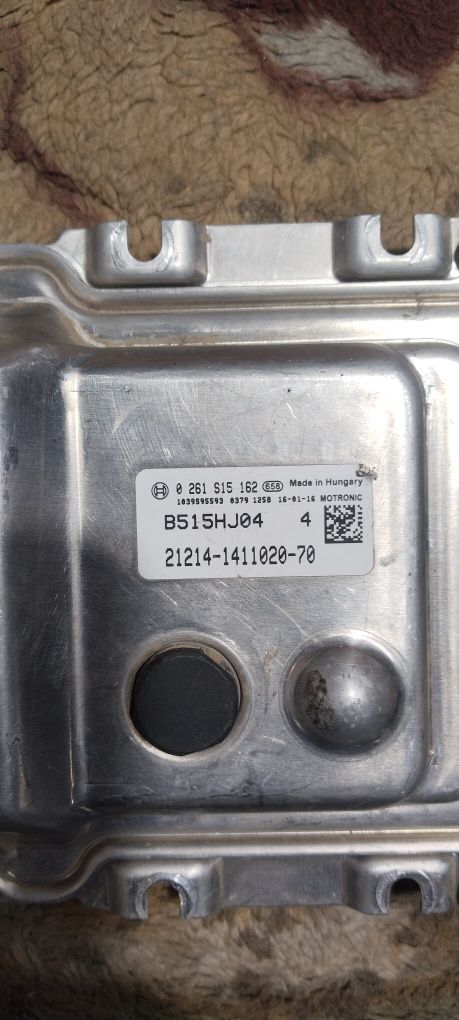 0 261 S15 162 658 Made in Hungary
1039S95593 0379 1258 16-01-16 MOTRONIC
B515HJ04 4
21214-1411020-70